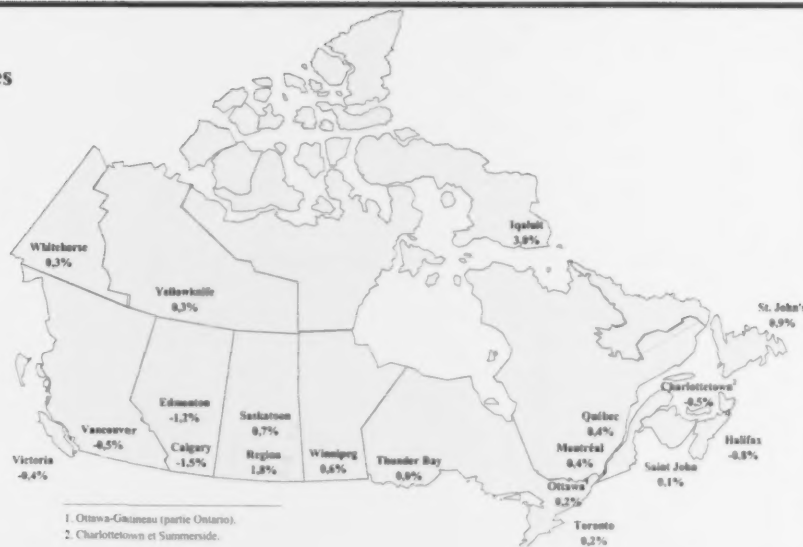 es
Iqaluit
3,0%
Whitehorse
0,3%
Yellowknife
0,3%
St. John's
0,9%
Edmonton
-1,2%
Saskatoon
0,7%
Charlottetown²
-0,5%
Québec
0,4%
Vancouver
-0,5%
Calgary
-1,5%
Region
1,8%
Winnipeg
0,6%
Thunder Bay
0,0%
Montréal
0,4%
Halifax
-0,8%
Victoria
-0,4%
Saint John
0,1%
Ottawa¹
0,2%
Toronto
0,2%
1. Ottawa-Gatineau (partie Ontario).
2. Charlottetown et Summerside.